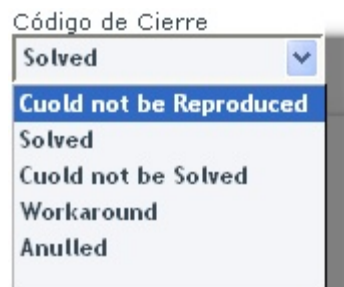 Código de Cierre
Solved
Cuold not be Reproduced
Solved
Cuold not be Solved
Workaround
Anulled